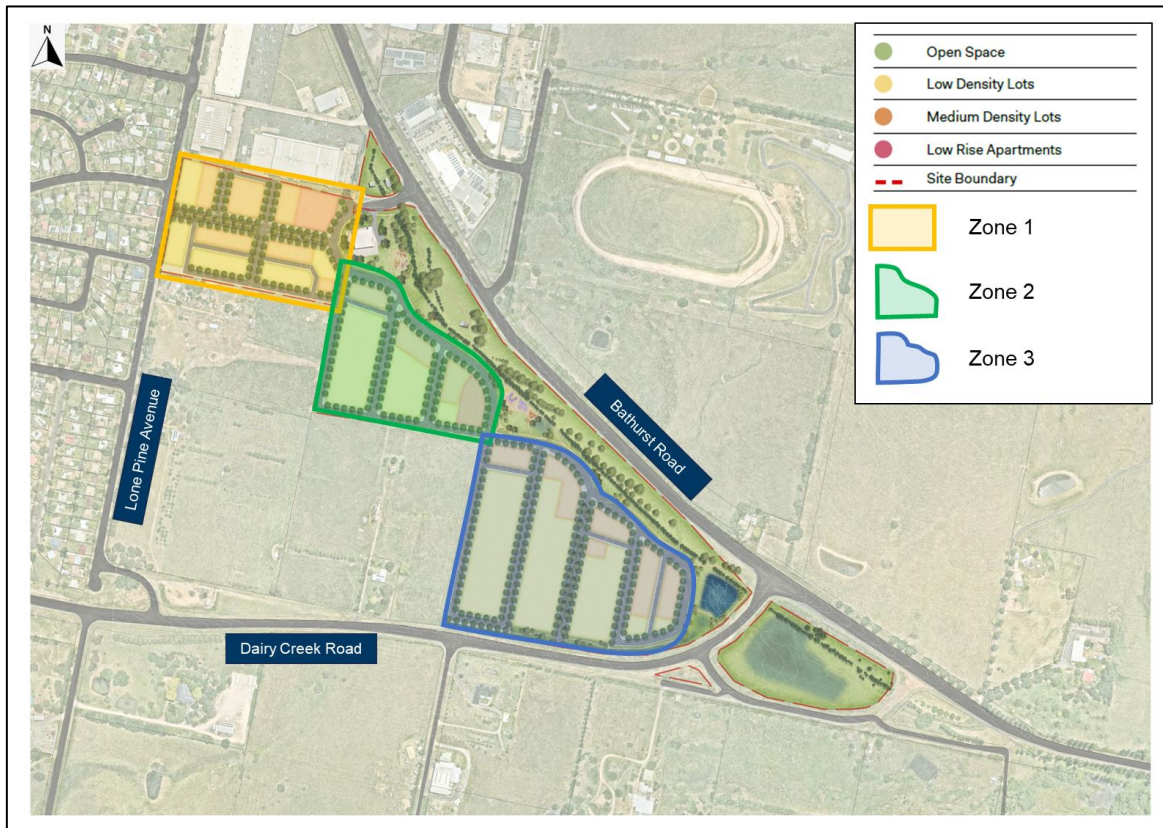 N
Open Space
Low Density Lots
Medium Density Lots
Low Rise Apartments
Site Boundary
Zone 1
Zone 2
Zone 3
Lone Pine Avenue
Bathurst Road
Dairy Creek Road